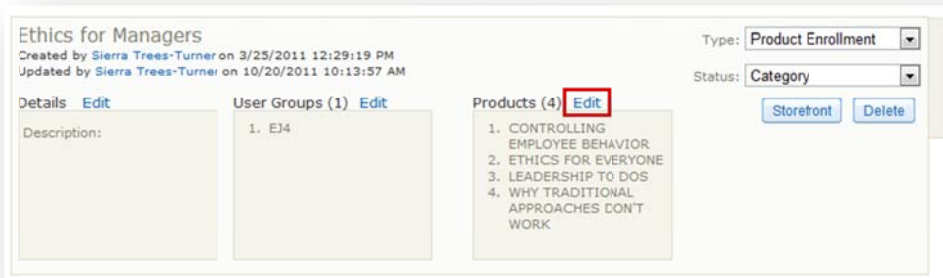 Ethics for Managers
Created by Sierra Trees-Turner on 3/25/2011 12:29:19 PM
Updated by Sierra Trees-Turner on 10/20/2011 10:13:57 AM
Type: Product Enrollment
Status: Category
Storefront Delete
Details Edit
Description:
User Groups (1) Edit
1. EJ4
Products (4) Edit
1. CONTROLLING
EMPLOYEE BEHAVIOR
2. ETHICS FOR EVERYONE
3. LEADERSHIP TO DOS
4. WHY TRADITIONAL
APPROACHES DON'T
WORK